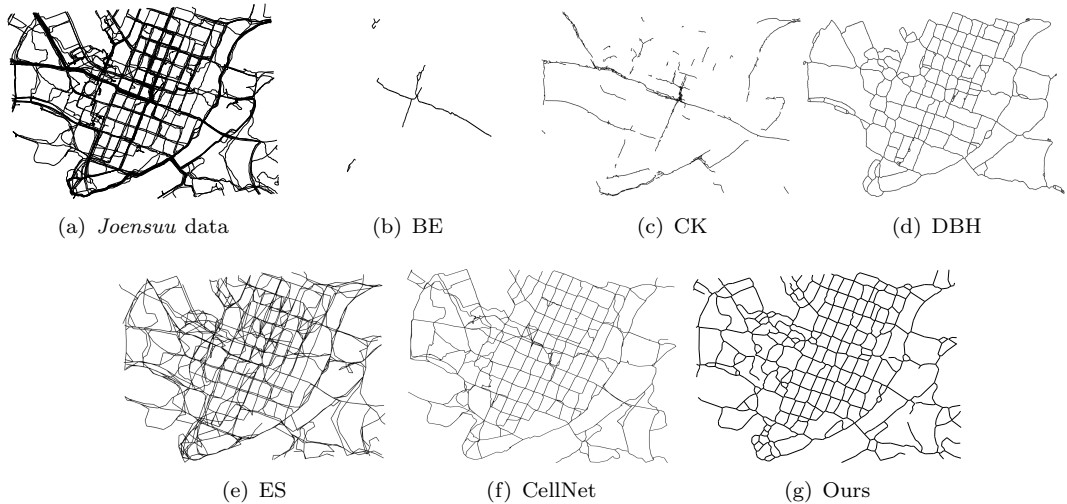 (a) Joensuu data
(b) BE
(c) CK
(d) DBH
(e) ES
(f) CellNet
(g) Ours